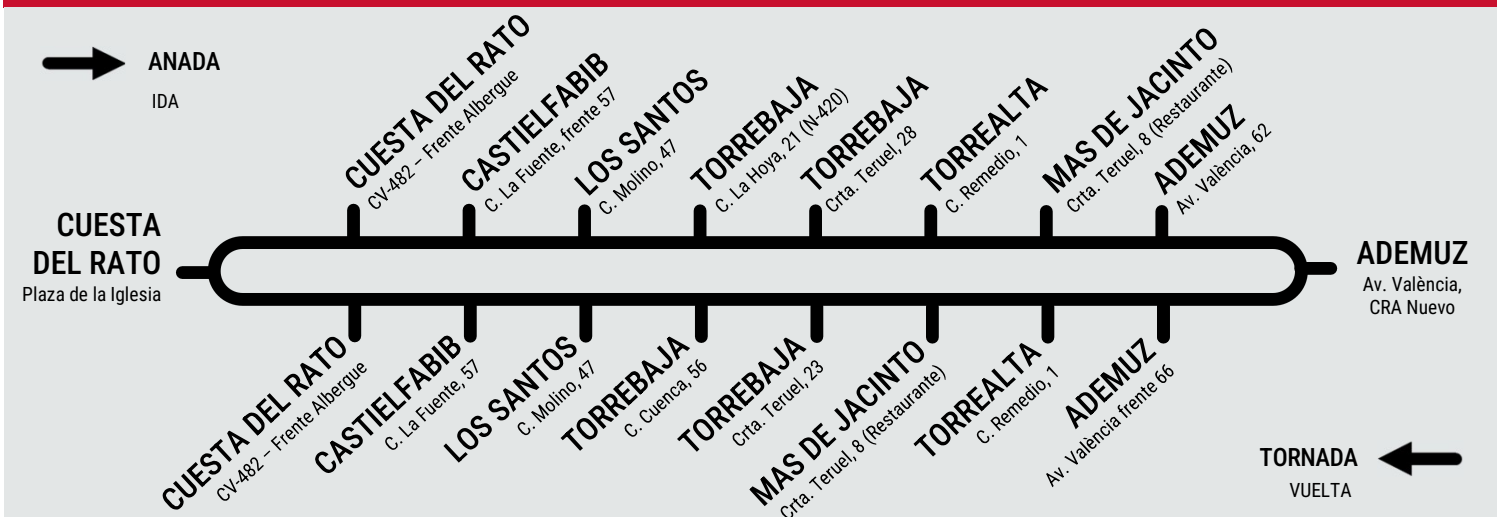 ANADA
IDA
CUESTA DEL RATO
CV-482 – Frente Albergue
CASTIELFABIB
C. La Fuente, frente 57
LOS SANTOS
C. Molino, 47
TORREBAJA
C. La Hoya, 21 (N-420)
TORREBAJA
Crta. Teruel, 28
TORREALTA
C. Remedio, 1
MAS DE JACINTO
Crta. Teruel, 8 (Restaurante)
ADEMUZ
Av. València, 62
CUESTA
DEL RATO
Plaza de la Iglesia
ADEMUZ
Av. València,
CRA Nuevo
CUESTA DEL RATO
CV-482 – Frente Albergue
CASTIELFABIB
C. La Fuente, 57
LOS SANTOS
C. Molino, 47
TORREBAJA
C. Cuenca, 56
TORREBAJA
Crta. Teruel, 23
MAS DE JACINTO
Crta. Teruel, 8 (Restaurante)
TORREALTA
C. Remedio, 1
ADEMUZ
Av. València frente 66
TORNADA
VUELTA